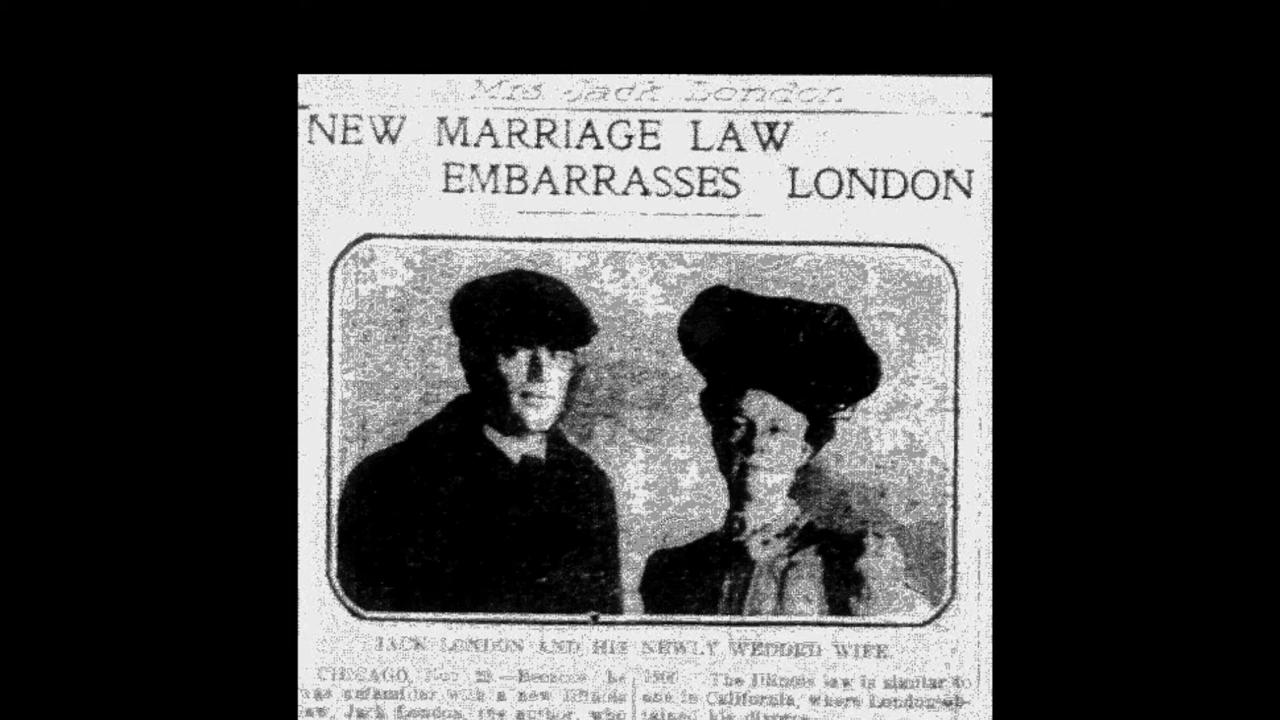 Mrs Jack London
NEW MARRIAGE LAW
EMBARRASSES LONDON
JACK LONDON AND HIS NEWLY WEDDED WIFE
CHICAGO, Nov —Because he
was unfamiliar with a new Illinois
law, Jack London, the author, who
The Illinois law is similar to
one in California, where London ob-
tained his divorce